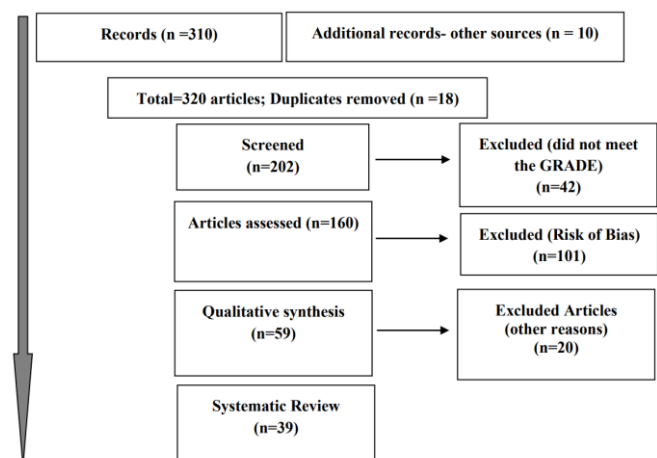 Records (n =310)
Additional records- other sources (n = 10)
Total=320 articles; Duplicates removed (n =18)
Screened
(n=202)
Excluded (did not meet
the GRADE)
(n=42)
Articles assessed (n=160)
Excluded (Risk of Bias)
(n=101)
Qualitative synthesis
(n=59)
Excluded Articles
(other reasons)
(n=20)
Systematic Review
(n=39)